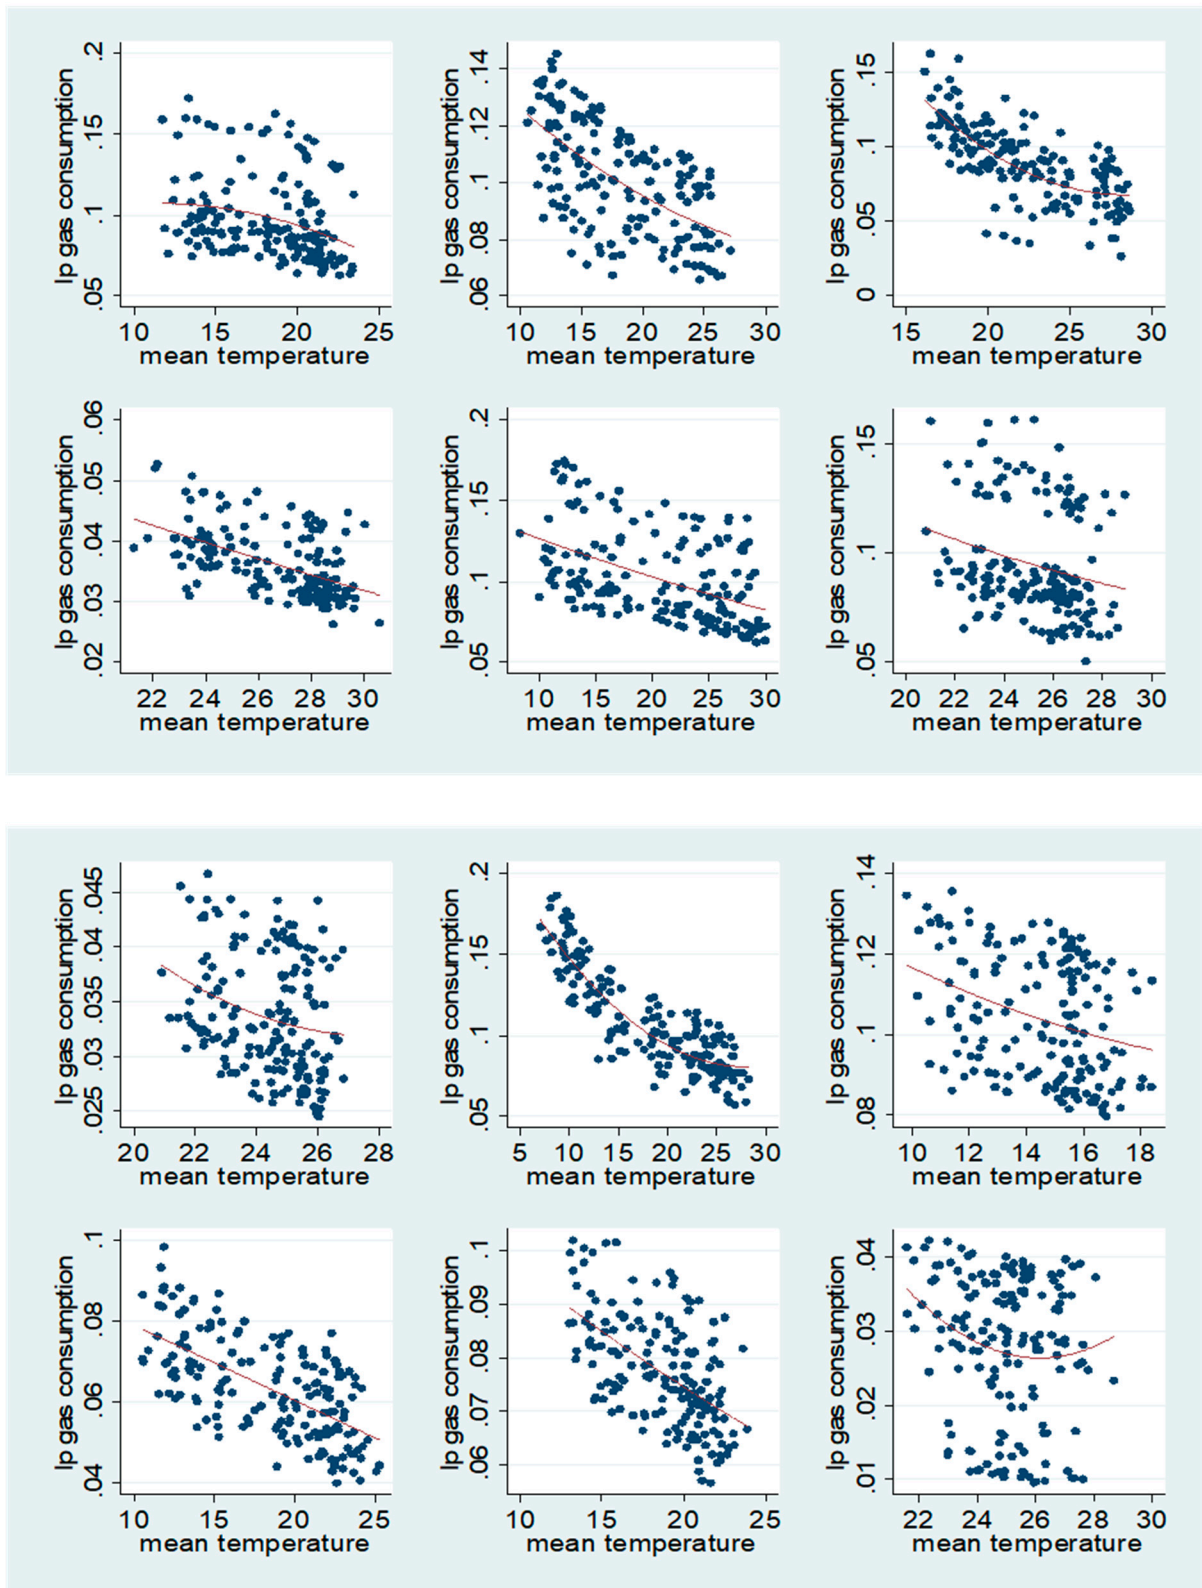 lp gas consumption
.05 .1 .15 .2
10 15 20 25
mean temperature
lp gas consumption
.06 .08 .1 .12 .14
10 15 20 25 30
mean temperature
lp gas consumption
0 .05 .1 .15
15 20 25 30
mean temperature
lp gas consumption
.02 .03 .04 .05 .06
22 24 26 28 30
mean temperature
lp gas consumption
.05 .1 .15 .2
10 15 20 25 30
mean temperature
lp gas consumption
.05 .1 .15
20 22 24 26 28 30
mean temperature
lp gas consumption
.025 .03 .035 .04 .045
20 22 24 26 28
mean temperature
lp gas consumption
.05 .1 .15 .2
5 10 15 20 25 30
mean temperature
lp gas consumption
.08 .1 .12 .14
10 12 14 16 18
mean temperature
lp gas consumption
.04 .06 .08 .1
10 15 20 25
mean temperature
lp gas consumption
.06 .07 .08 .09 .1
10 15 20 25
mean temperature
lp gas consumption
.01 .02 .03 .04
22 24 26 28 30
mean temperature